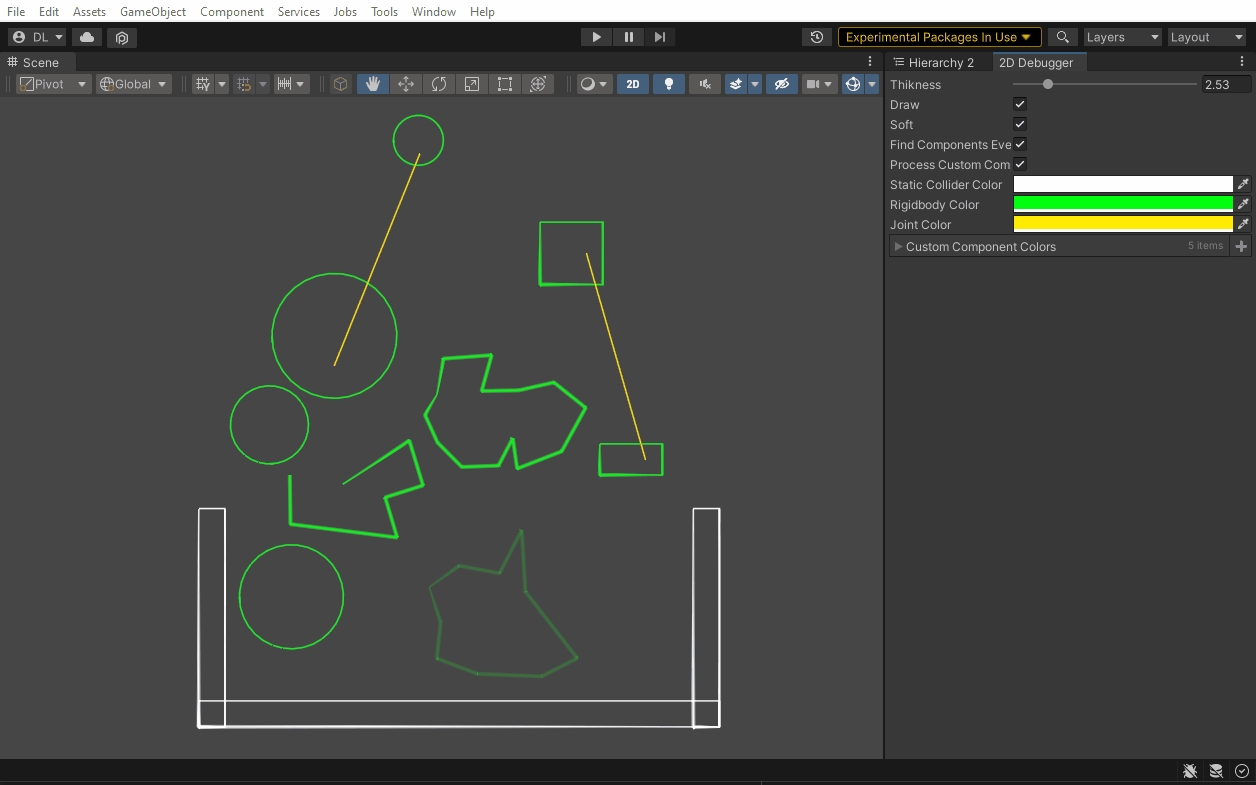 File Edit Assets GameObject Component Services Jobs Tools Window Help
DL Experimental Packages In Use Layers Layout
Scene Hierarchy 2 2D Debugger
Pivot Global 2D
Thikness 2.53
Draw
Soft
Find Components Eve
Process Custom Com
Static Collider Color
Rigidbody Color
Joint Color
Custom Component Colors 5 items